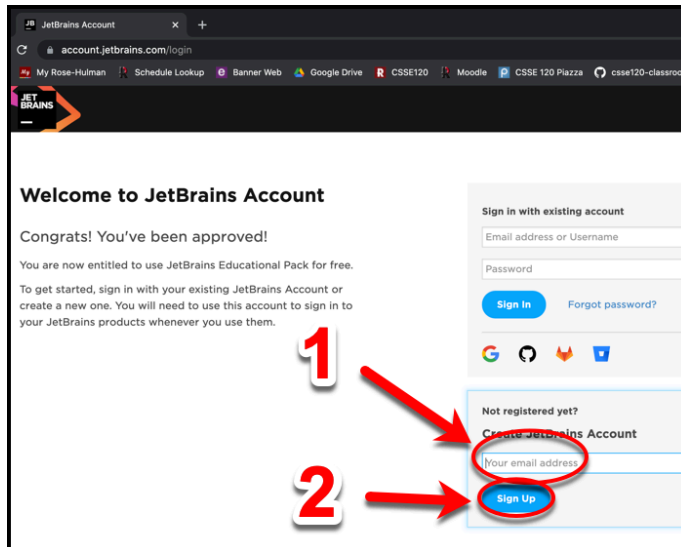 JB JetBrains Account × +
account.jetbrains.com/login
My Rose-Hulman Schedule Lookup e Banner Web Google Drive R CSSE120 Moodle P CSSE 120 Piazza csse120-classroo
JET
BRAINS
Welcome to JetBrains Account
Congrats! You've been approved!
You are now entitled to use JetBrains Educational Pack for free.
To get started, sign in with your existing JetBrains Account or
create a new one. You will need to use this account to sign in to
your JetBrains products whenever you use them.
Sign in with existing account
Email address or Username
Password
Sign In Forgot password?
1
Not registered yet?
Create JetBrains Account
Your email address
2
Sign Up